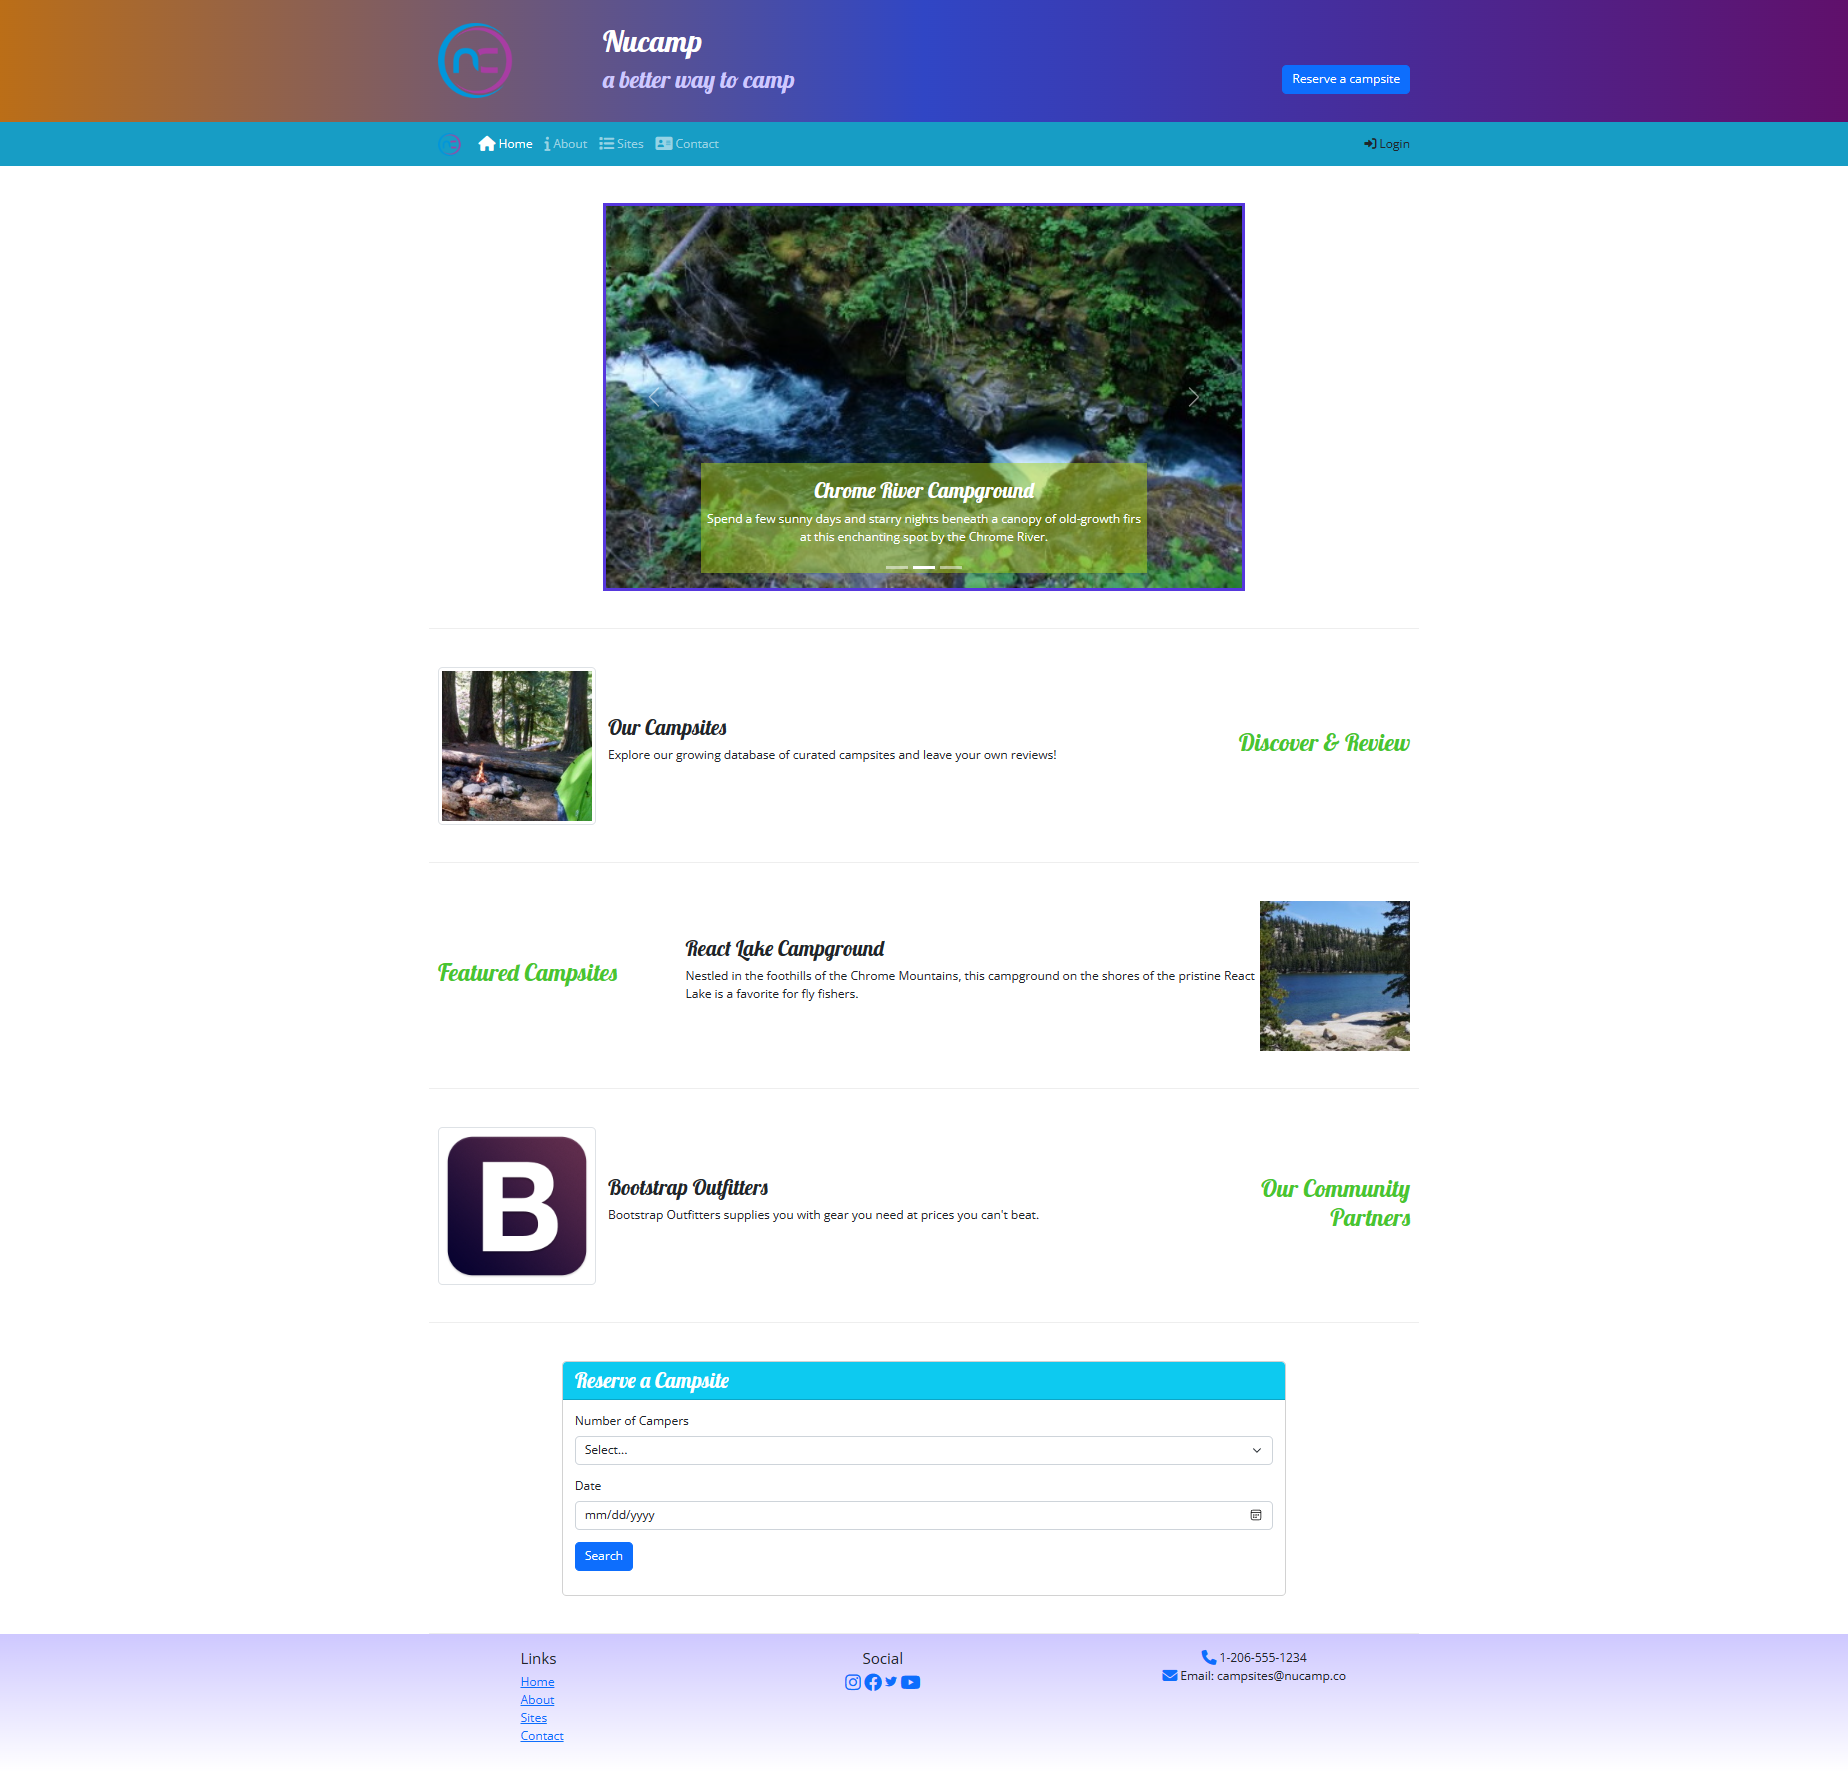 Nucamp
a better way to camp
Reserve a campsite
Home About Sites Contact
Login
Chrome River Campground
Spend a few sunny days and starry nights beneath a canopy of old-growth firs
at this enchanting spot by the Chrome River.
Our Campsites
Explore our growing database of curated campsites and leave your own reviews!
Discover & Review
Featured Campsites
React Lake Campground
Nestled in the foothills of the Chrome Mountains, this campground on the shores of the pristine React
Lake is a favorite for fly fishers.
B
Bootstrap Outfitters
Bootstrap Outfitters supplies you with gear you need at prices you can't beat.
Our Community
Partners
Reserve a Campsite
Number of Campers
Select...
Date
mm/dd/yyyy
Search
Links
Home
About
Sites
Contact
Social
1-206-555-1234
Email: campsites@nucamp.co